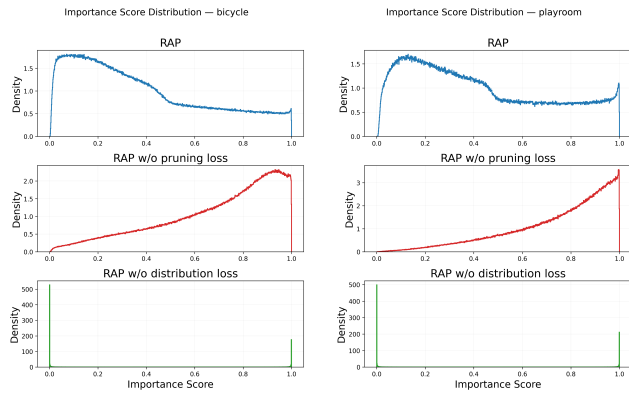 Importance Score Distribution — bicycle
RAP
Density
1.5
1.0
0.5
0.0
0.0 0.2 0.4 0.6 0.8 1.0
RAP w/o pruning loss
Density
2.0
1.5
1.0
0.5
0.0
0.0 0.2 0.4 0.6 0.8 1.0
RAP w/o distribution loss
Density
500
400
300
200
100
0
0.0 0.2 0.4 0.6 0.8 1.0
Importance Score
Importance Score Distribution — playroom
RAP
Density
1.5
1.0
0.5
0.0
0.0 0.2 0.4 0.6 0.8 1.0
RAP w/o pruning loss
Density
3
2
1
0
0.0 0.2 0.4 0.6 0.8 1.0
RAP w/o distribution loss
Density
500
400
300
200
100
0
0.0 0.2 0.4 0.6 0.8 1.0
Importance Score